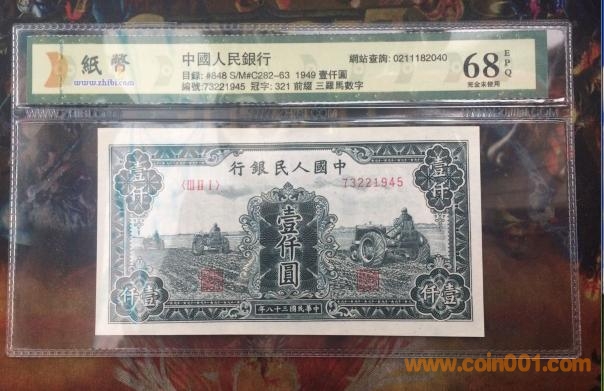 紙幣
www.zhibi.cn
中國人民銀行
目錄: #848 S/M#C282-63 1949 壹仟圓
編號:73221945 冠字: 321 前綴 三羅馬數字
網站查詢: 0211182040
68
EPQ
完全未使用
行銀民人國中
〈III II I〉
73221945
壹仟
壹仟
壹仟圓
仟壹
仟壹
年八十三國民華中
www.coin001.com